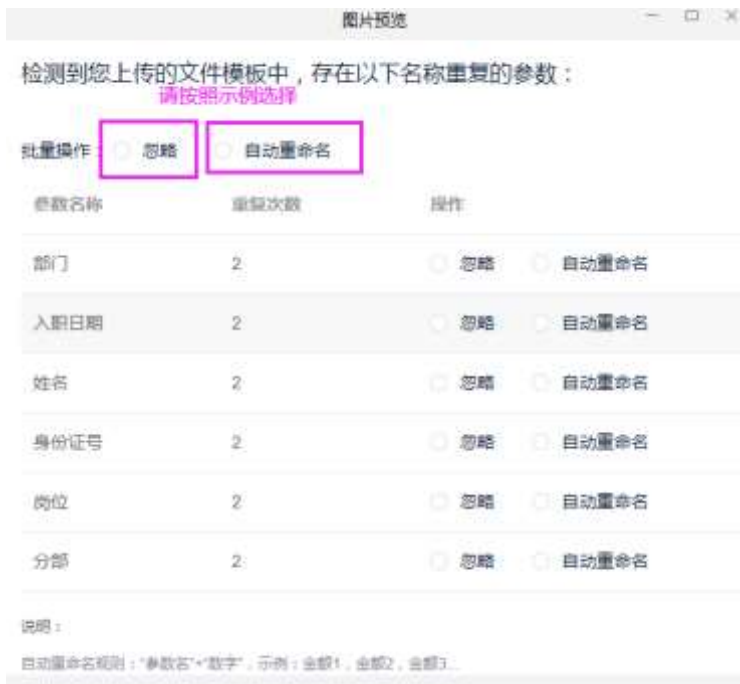 图片预览
检测到您上传的文件模板中，存在以下名称重复的参数：
请按照示例选择
批量操作： 忽略 自动重命名
参数名称 重复次数 操作
部门 2 忽略 自动重命名
入职日期 2 忽略 自动重命名
姓名 2 忽略 自动重命名
身份证号 2 忽略 自动重命名
岗位 2 忽略 自动重命名
分部 2 忽略 自动重命名
说明：
自动重命名规则："参数名"+"数字"，示例：金额1，金额2，金额3...